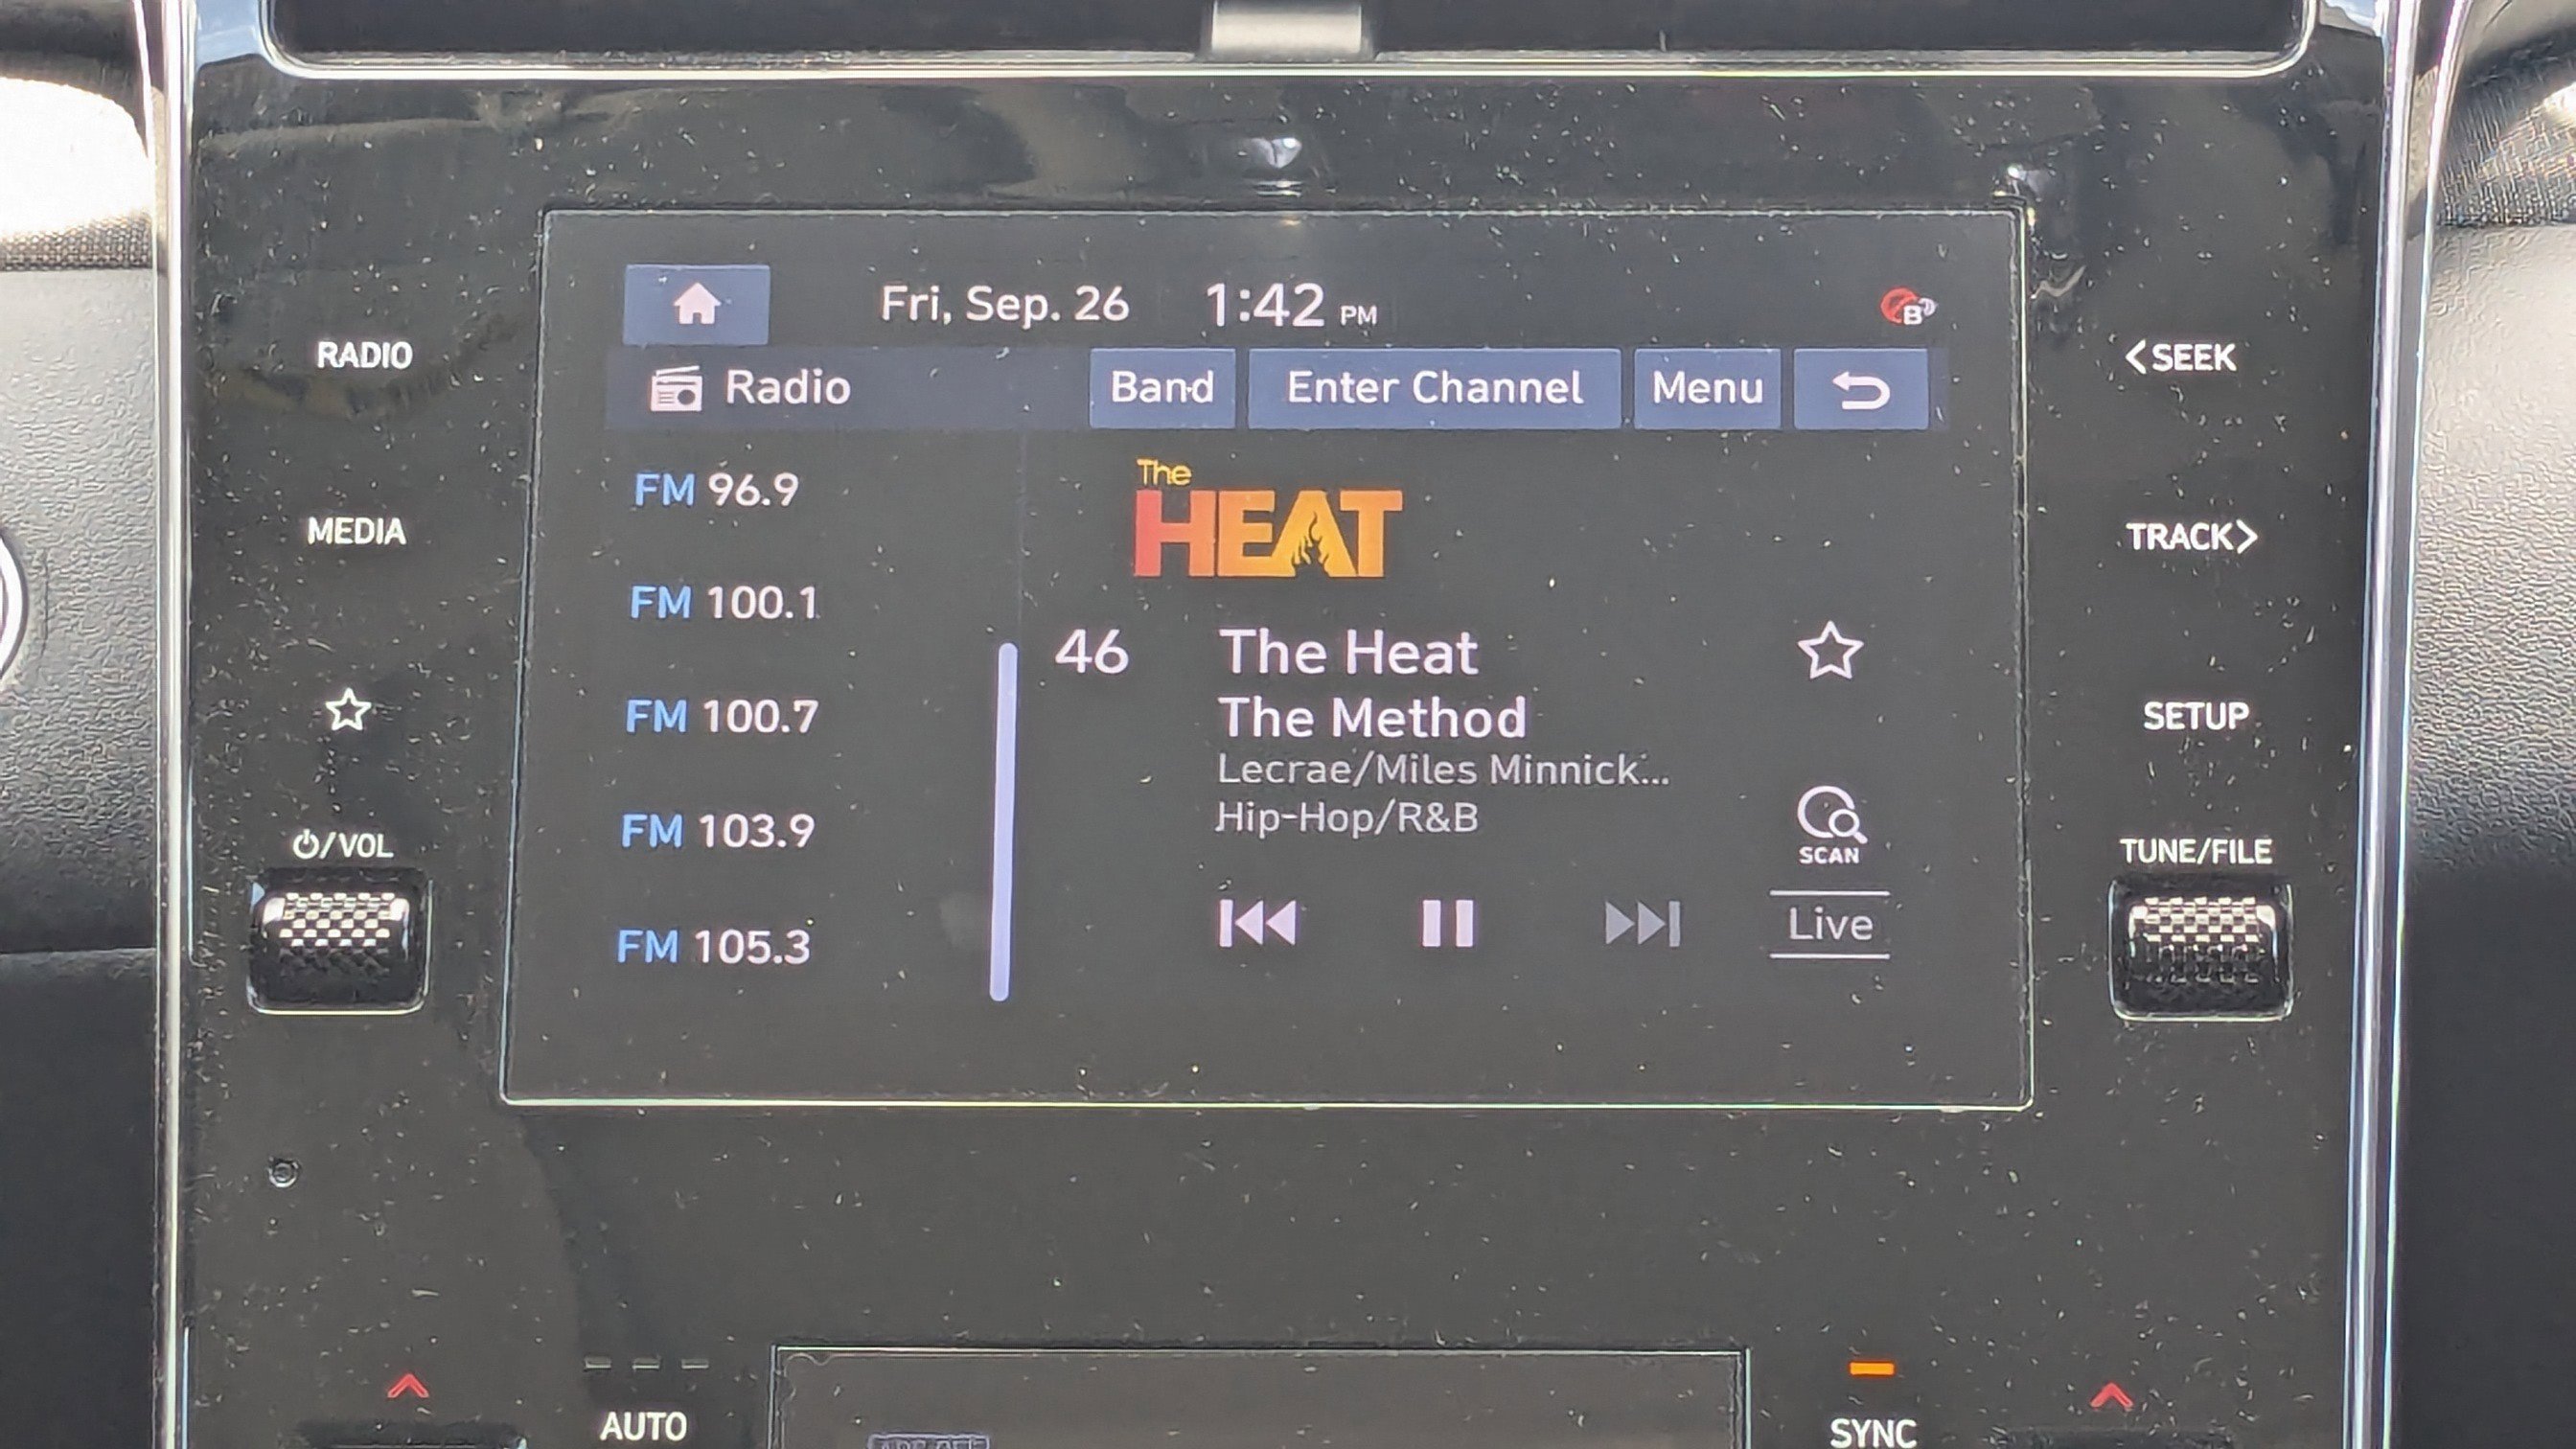 Fri, Sep. 26 1:42 PM
B
Radio Band Enter Channel Menu
RADIO
MEDIA
/VOL
FM 96.9
FM 100.1
FM 100.7
FM 103.9
FM 105.3
The
HEAT
46 The Heat
The Method
Lecrae/Miles Minnick...
Hip-Hop/R&B
SCAN
Live
<SEEK
TRACK>
SETUP
TUNE/FILE
AUTO
SYNC